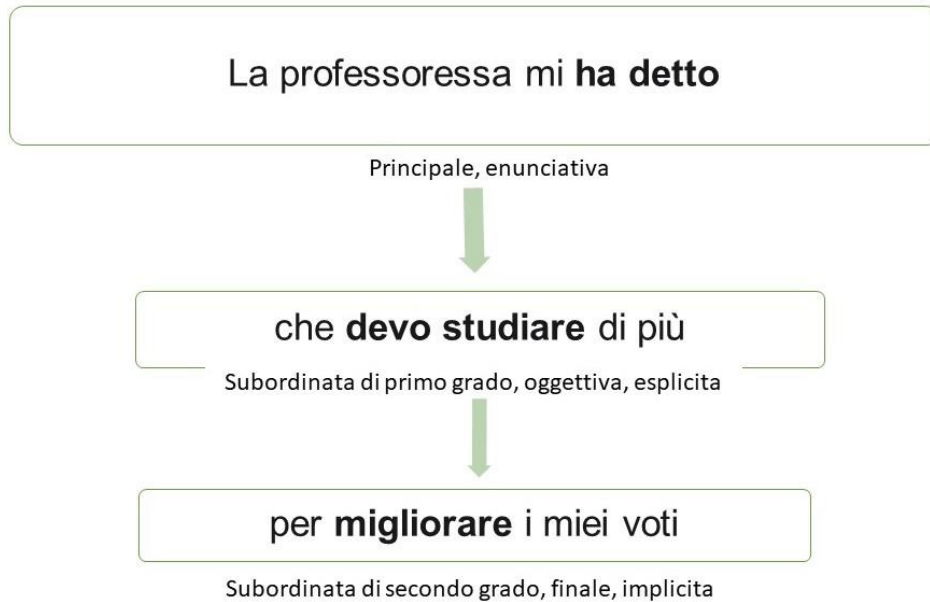 La professoressa mi ha detto
Principale, enunciativa
che devo studiare di più
Subordinata di primo grado, oggettiva, esplicita
per migliorare i miei voti
Subordinata di secondo grado, finale, implicita